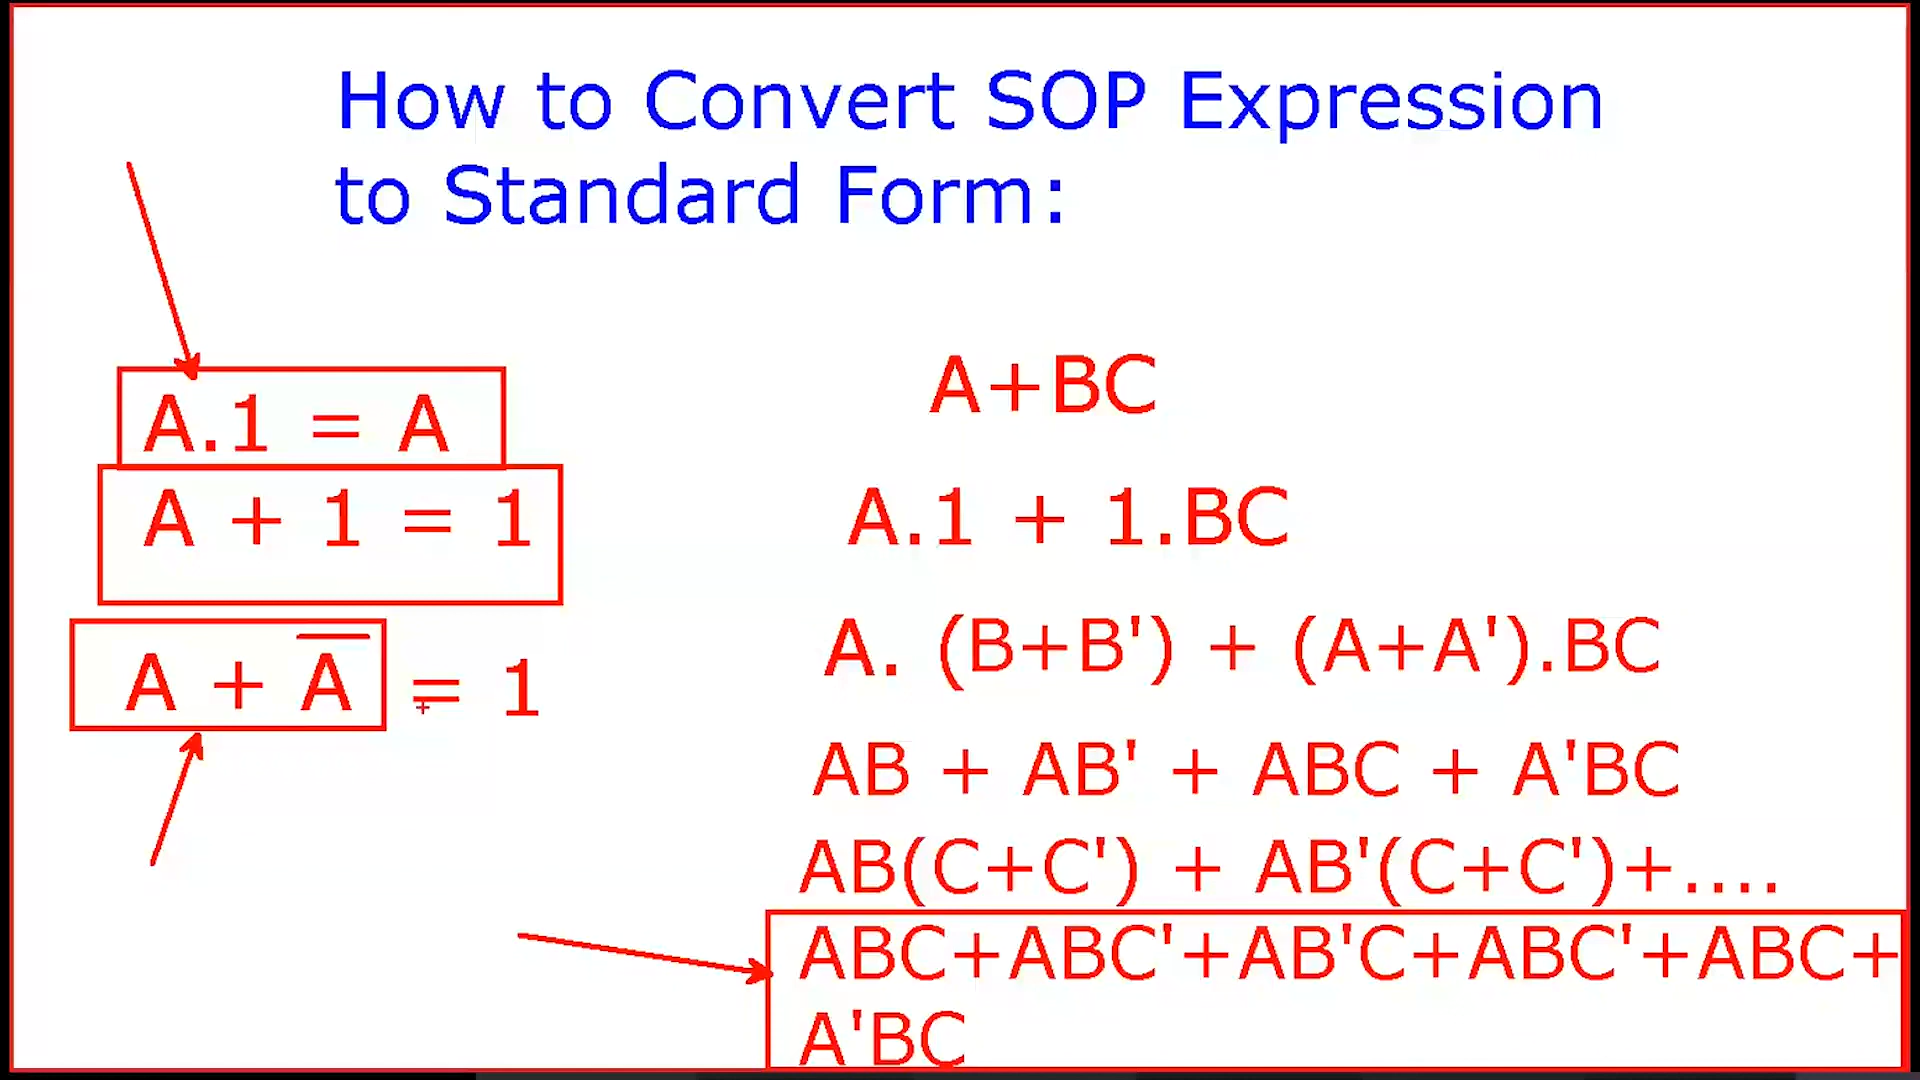 How to Convert SOP Expression
to Standard Form:
A.1 = A
A + 1 = 1
A + A̅ = 1
A+BC
A.1 + 1.BC
A. (B+B') + (A+A').BC
AB + AB' + ABC + A'BC
AB(C+C') + AB'(C+C')+....
ABC+ABC'+AB'C+ABC'+ABC+
A'BC